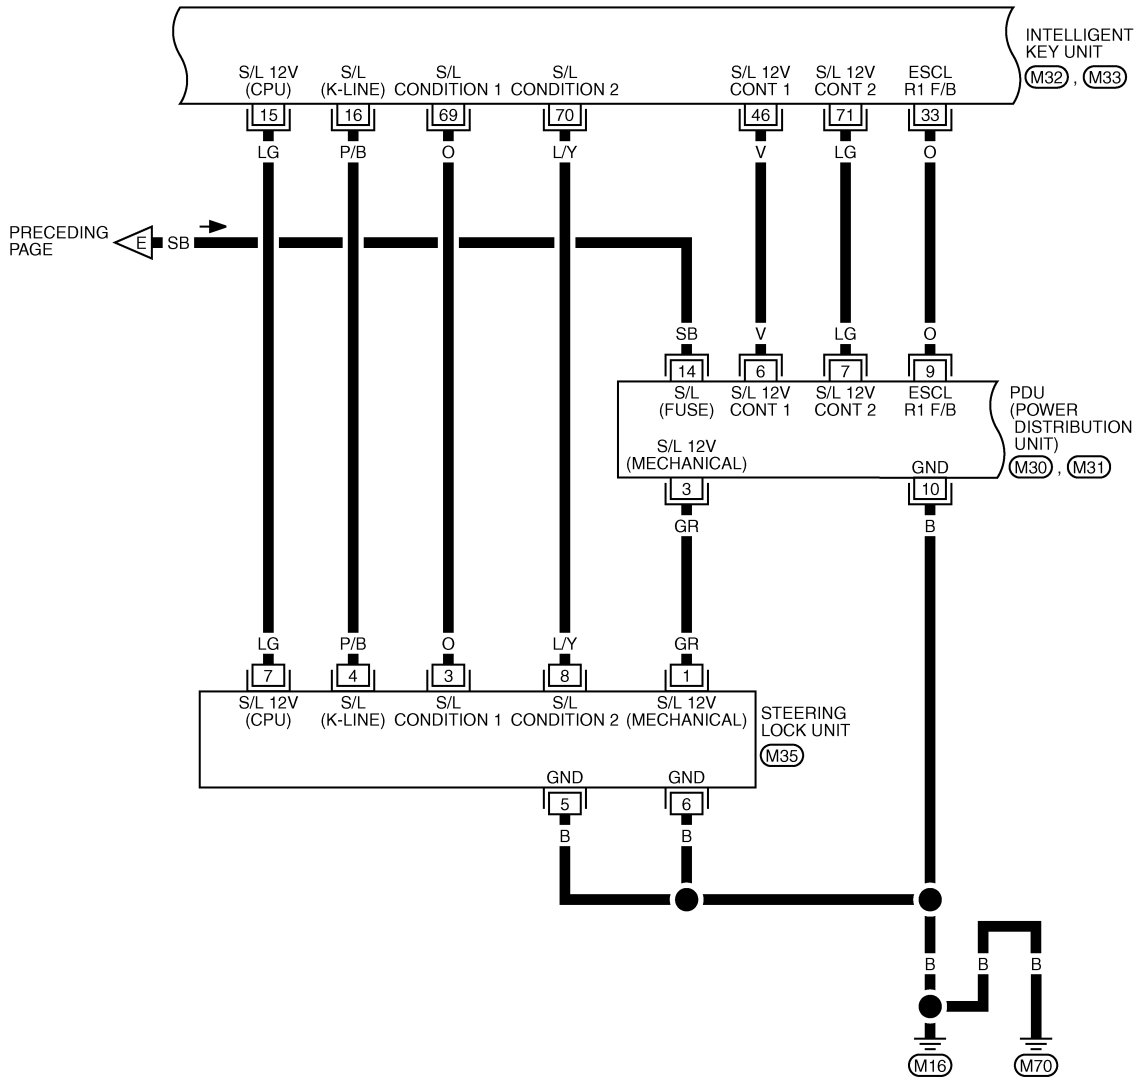 INTELLIGENT
KEY UNIT
M32 , M33
S/L 12V
(CPU)
S/L
(K-LINE)
S/L
CONDITION 1
S/L
CONDITION 2
S/L 12V
CONT 1
S/L 12V
CONT 2
ESCL
R1 F/B
15 16 69 70 46 71 33
LG P/B O L/Y V LG O
PRECEDING
PAGE
E SB
SB V LG O
14 6 7 9
S/L
(FUSE)
S/L 12V
CONT 1
S/L 12V
CONT 2
ESCL
R1 F/B
PDU
(POWER
DISTRIBUTION
UNIT)
M30 , M31
S/L 12V
(MECHANICAL)
GND
3 10
GR B
LG P/B O L/Y GR
7 4 3 8 1
S/L 12V
(CPU)
S/L
(K-LINE)
S/L
CONDITION 1
S/L
CONDITION 2
S/L 12V
(MECHANICAL)
STEERING
LOCK UNIT
M35
GND GND
5 6
B B
B B B
M16 M70